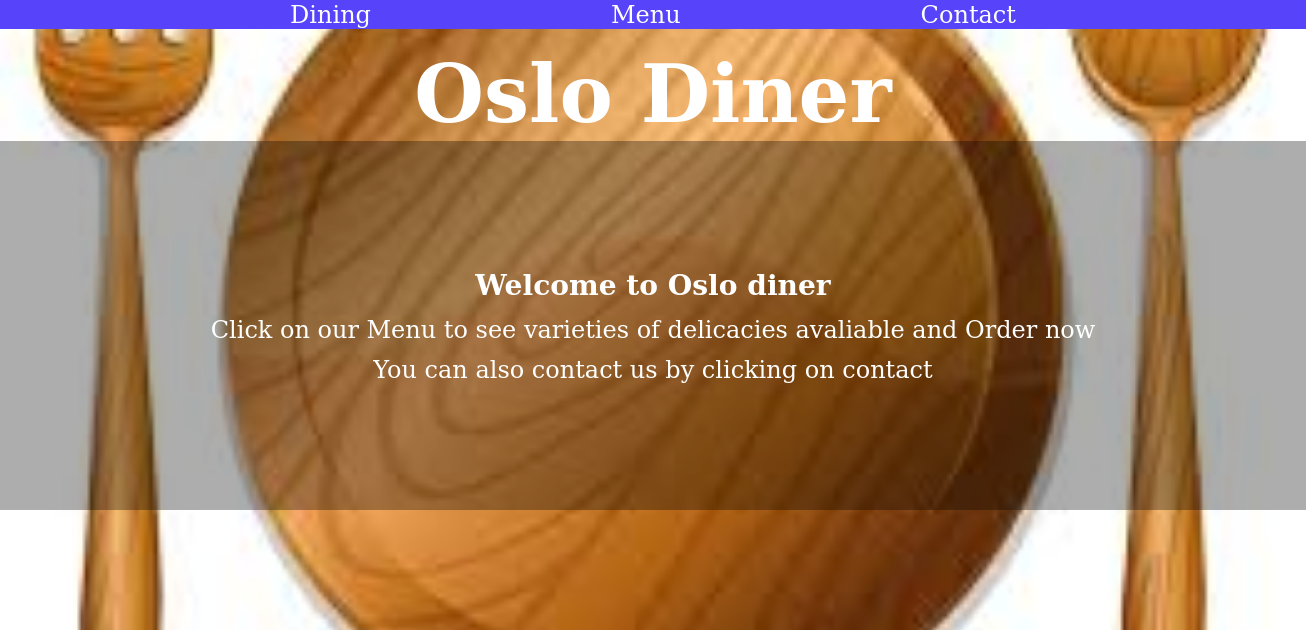 Dining Menu Contact
Oslo Diner
Welcome to Oslo diner
Click on our Menu to see varieties of delicacies avaliable and Order now
You can also contact us by clicking on contact